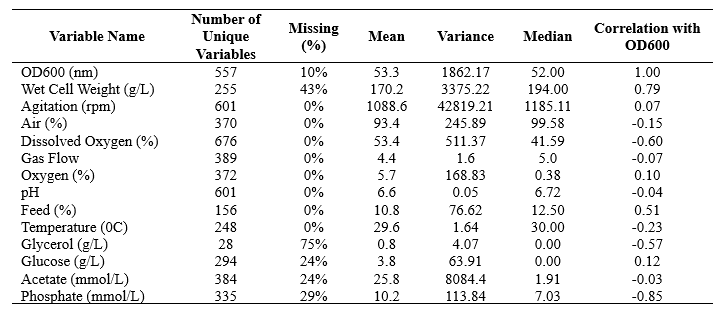 Variable Name Number of Unique Variables Missing (%) Mean Variance Median Correlation with OD600
OD600 (nm) 557 10% 53.3 1862.17 52.00 1.00
Wet Cell Weight (g/L) 255 43% 170.2 3375.22 194.00 0.79
Agitation (rpm) 601 0% 1088.6 42819.21 1185.11 0.07
Air (%) 370 0% 93.4 245.89 99.58 -0.15
Dissolved Oxygen (%) 676 0% 53.4 511.37 41.59 -0.60
Gas Flow 389 0% 4.4 1.6 5.0 -0.07
Oxygen (%) 372 0% 5.7 168.83 0.38 0.10
pH 601 0% 6.6 0.05 6.72 -0.04
Feed (%) 156 0% 10.8 76.62 12.50 0.51
Temperature (0C) 248 0% 29.6 1.64 30.00 -0.23
Glycerol (g/L) 28 75% 0.8 4.07 0.00 -0.57
Glucose (g/L) 294 24% 3.8 63.91 0.00 0.12
Acetate (mmol/L) 384 24% 25.8 8084.4 1.91 -0.03
Phosphate (mmol/L) 335 29% 10.2 113.84 7.03 -0.85